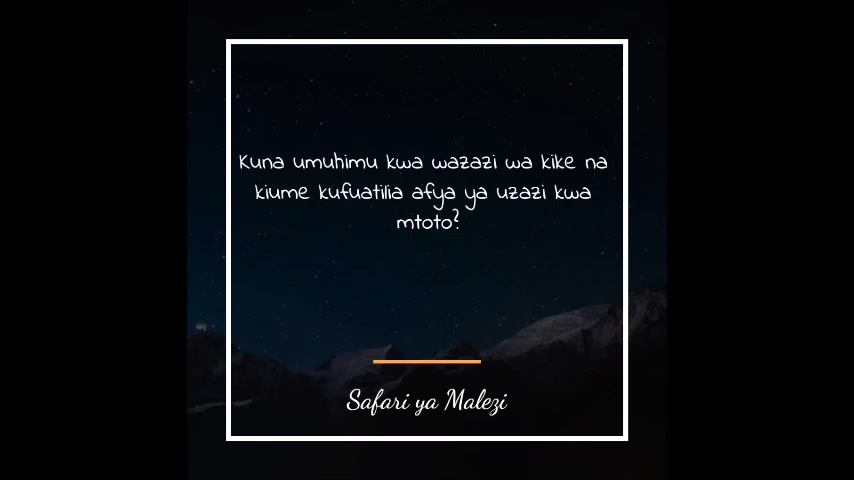 Kuna umuhimu kwa wazazi wa kike na
kiume kufuatilia afya ya uzazi kwa
mtoto?
Safari ya Malezi